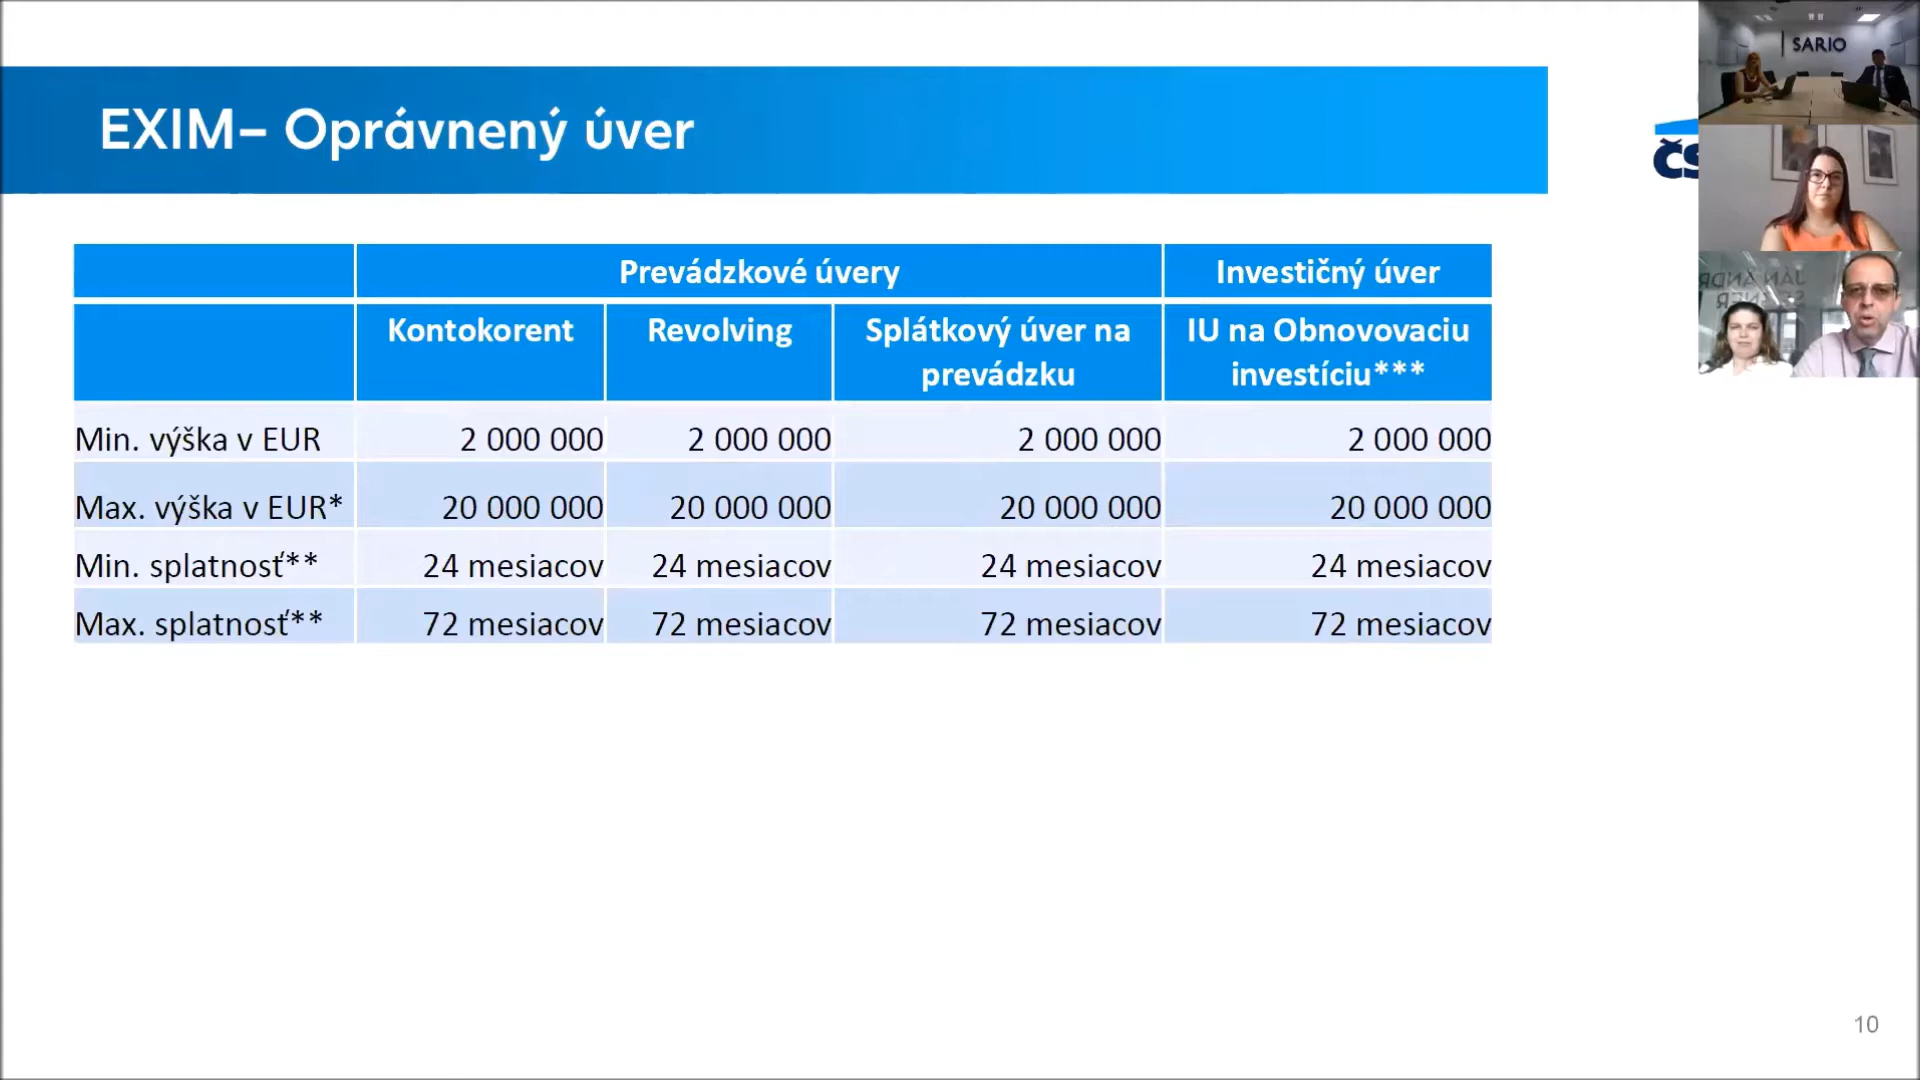 EXIM– Oprávnený úver
Prevádzkové úvery Investičný úver
Kontokorent Revolving Splátkový úver na prevádzku IU na Obnovovaciu investíciu***
Min. výška v EUR 2 000 000 2 000 000 2 000 000 2 000 000
Max. výška v EUR* 20 000 000 20 000 000 20 000 000 20 000 000
Min. splatnosť** 24 mesiacov 24 mesiacov 24 mesiacov 24 mesiacov
Max. splatnosť** 72 mesiacov 72 mesiacov 72 mesiacov 72 mesiacov
SARIO
10